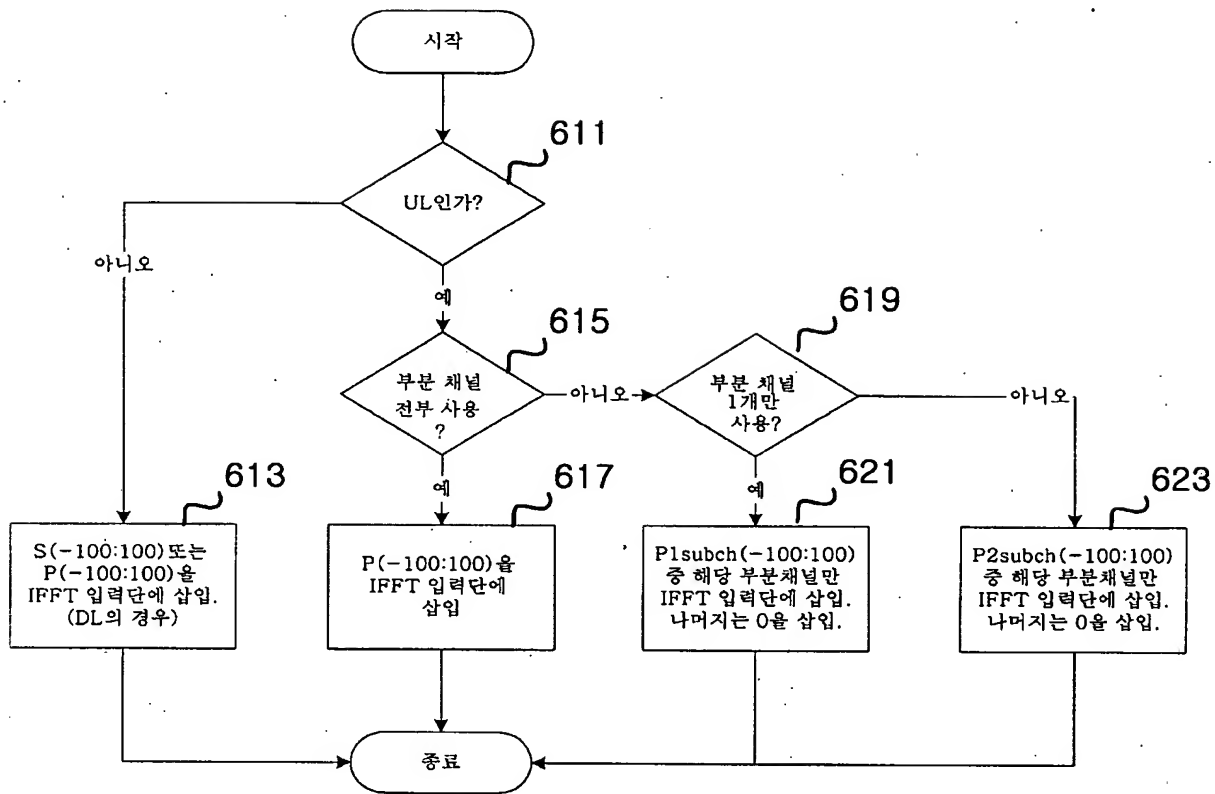 시작
611
UL인가?
아니오
예
615
부분 채널
전부 사용
?
아니오
619
부분 채널
1개만
사용?
아니오
613
S(-100:100)또는
P(-100:100)을
IFFT 입력단에 삽입.
(DL의 경우)
예
617
P(-100:100)을
IFFT 입력단에
삽입
예
621
P1subch(-100:100)
중 해당 부분채널만
IFFT 입력단에 삽입.
나머지는 0을 삽입.
623
P2subch(-100:100)
중 해당 부분채널만
IFFT 입력단에 삽입.
나머지는 0을 삽입.
종료